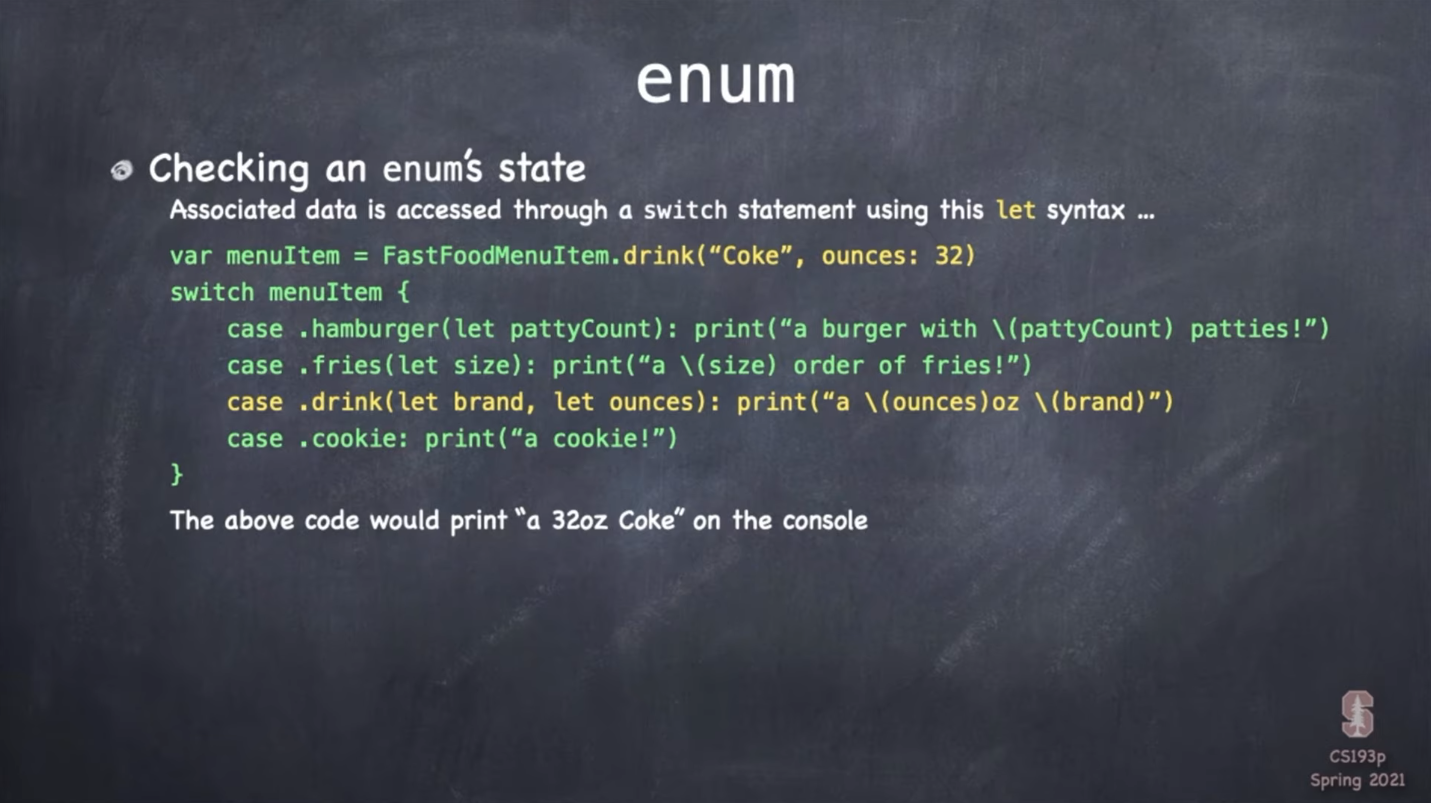 enum
Checking an enum’s state
Associated data is accessed through a switch statement using this let syntax …
var menuItem = FastFoodMenuItem.drink(“Coke”, ounces: 32)
switch menuItem {
case .hamburger(let pattyCount): print(“a burger with \(pattyCount) patties!”)
case .fries(let size): print(“a \(size) order of fries!”)
case .drink(let brand, let ounces): print(“a \(ounces)oz \(brand)”)
case .cookie: print(“a cookie!”)
}
The above code would print “a 32oz Coke” on the console
S
CS193p
Spring 2021